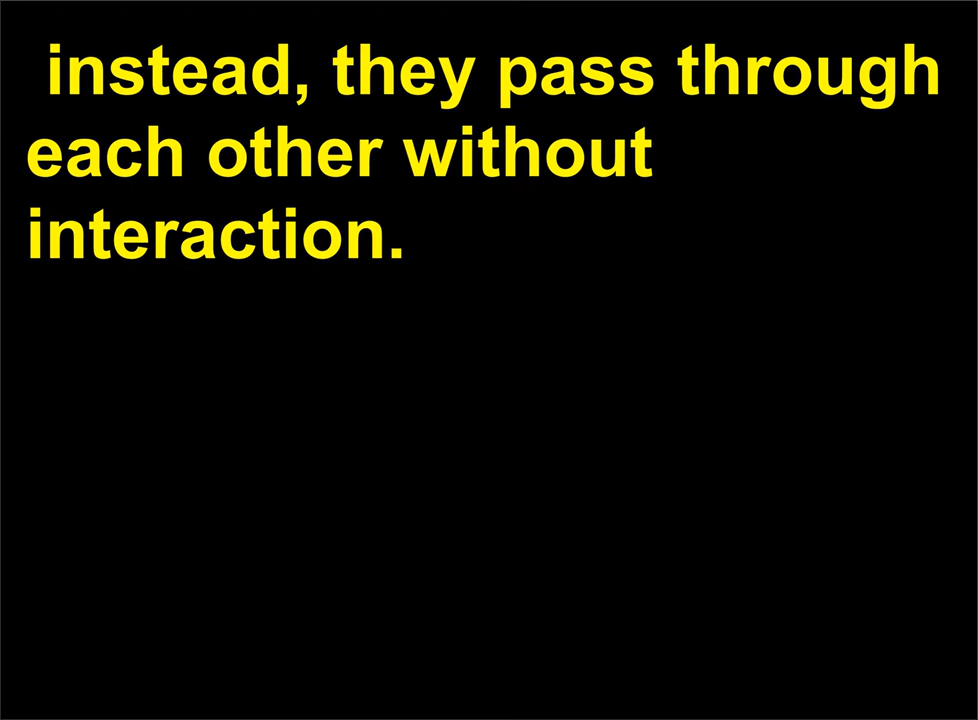 instead, they pass through
each other without
interaction.